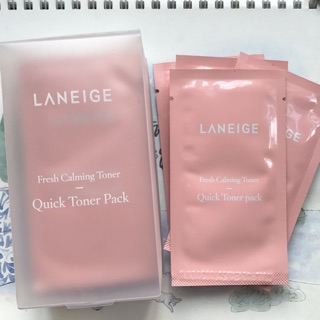 LANEIGE
Fresh Calming Toner
Quick Toner Pack
LANEIGE
Fresh Calming Toner
Quick Toner pack